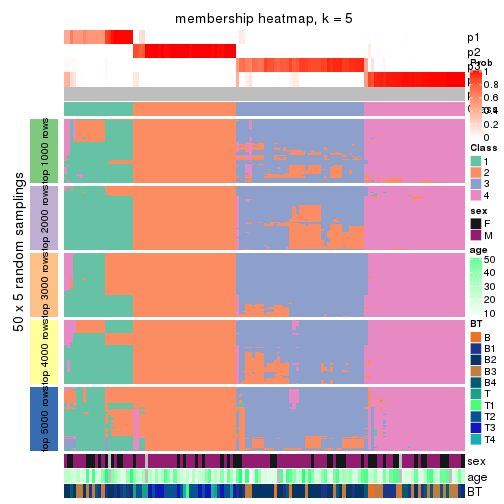 membership heatmap, k = 5
p1
p2
p3
Prob
1
0.8
0.6
0.4
0.2
0
Class
1
2
3
4
sex
F
M
age
50
40
30
20
10
BT
B
B1
B2
B3
B4
T
T1
T2
T3
T4
50 x 5 random samplings
top 1000 rows
top 2000 rows
top 3000 rows
top 4000 rows
top 5000 rows
sex
age
BT